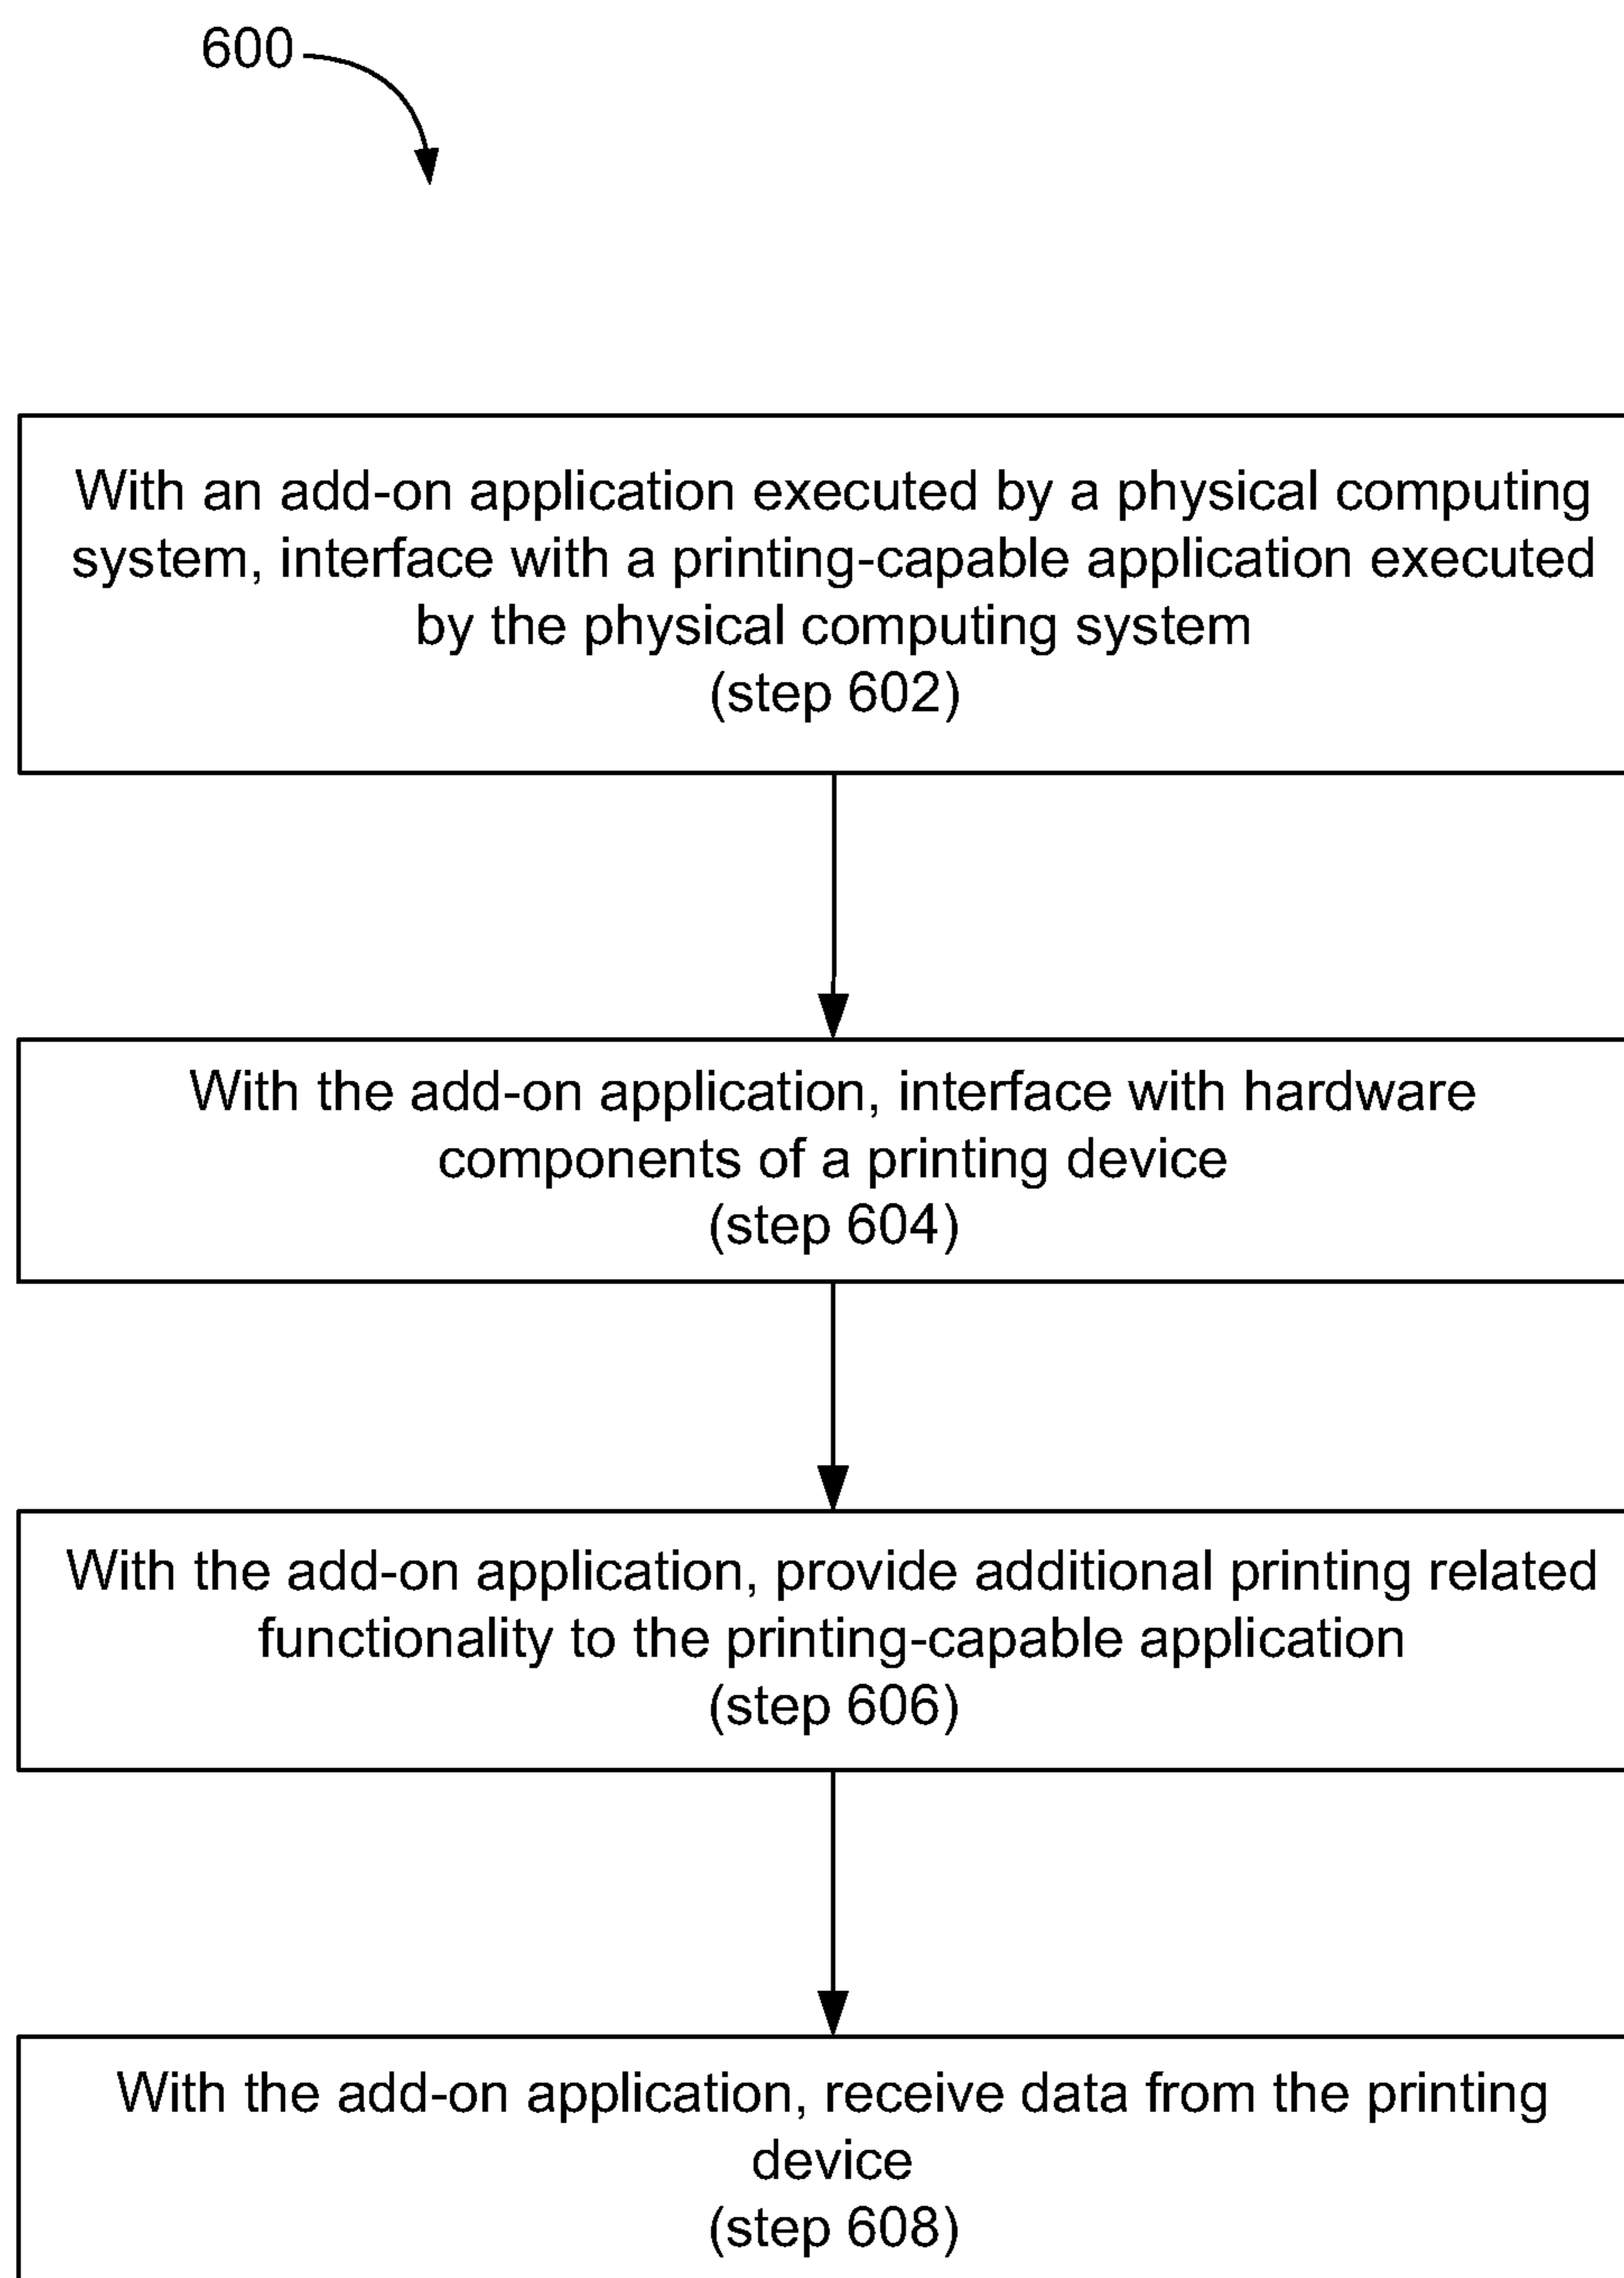 600
With an add-on application executed by a physical computing
system, interface with a printing-capable application executed
by the physical computing system
(step 602)
With the add-on application, interface with hardware
components of a printing device
(step 604)
With the add-on application, provide additional printing related
functionality to the printing-capable application
(step 606)
With the add-on application, receive data from the printing
device
(step 608)